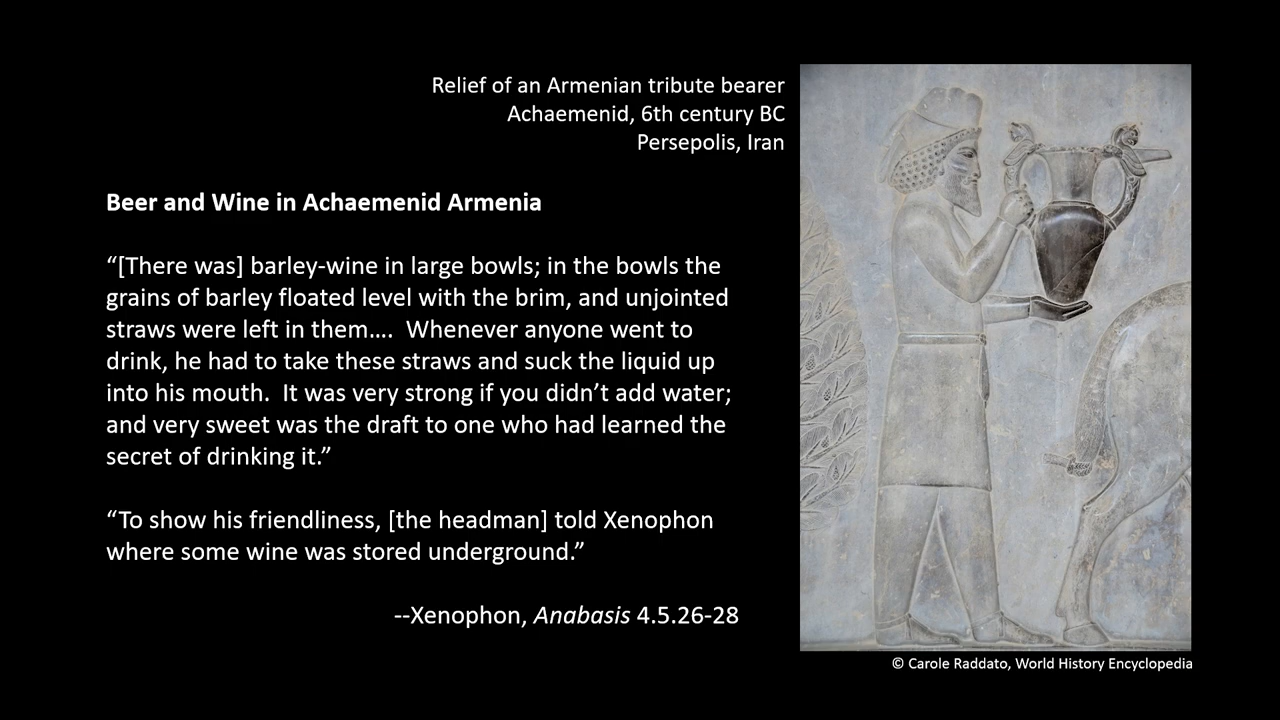 Relief of an Armenian tribute bearer
Achaemenid, 6th century BC
Persepolis, Iran
Beer and Wine in Achaemenid Armenia
“[There was] barley-wine in large bowls; in the bowls the
grains of barley floated level with the brim, and unjointed
straws were left in them....  Whenever anyone went to
drink, he had to take these straws and suck the liquid up
into his mouth.  It was very strong if you didn’t add water;
and very sweet was the draft to one who had learned the
secret of drinking it.”
“To show his friendliness, [the headman] told Xenophon
where some wine was stored underground.”
--Xenophon, Anabasis 4.5.26-28
© Carole Raddato, World History Encyclopedia